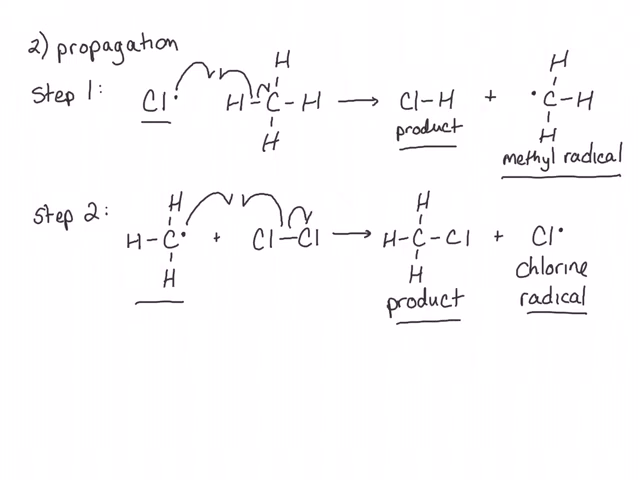 2) propagation
H H
Step 1: Cl• H-C-H → Cl-H + •C-H
H product H
methyl radical
H H
Step 2: H-C• + Cl-Cl → H-C-Cl + Cl•
H H chlorine
product radical